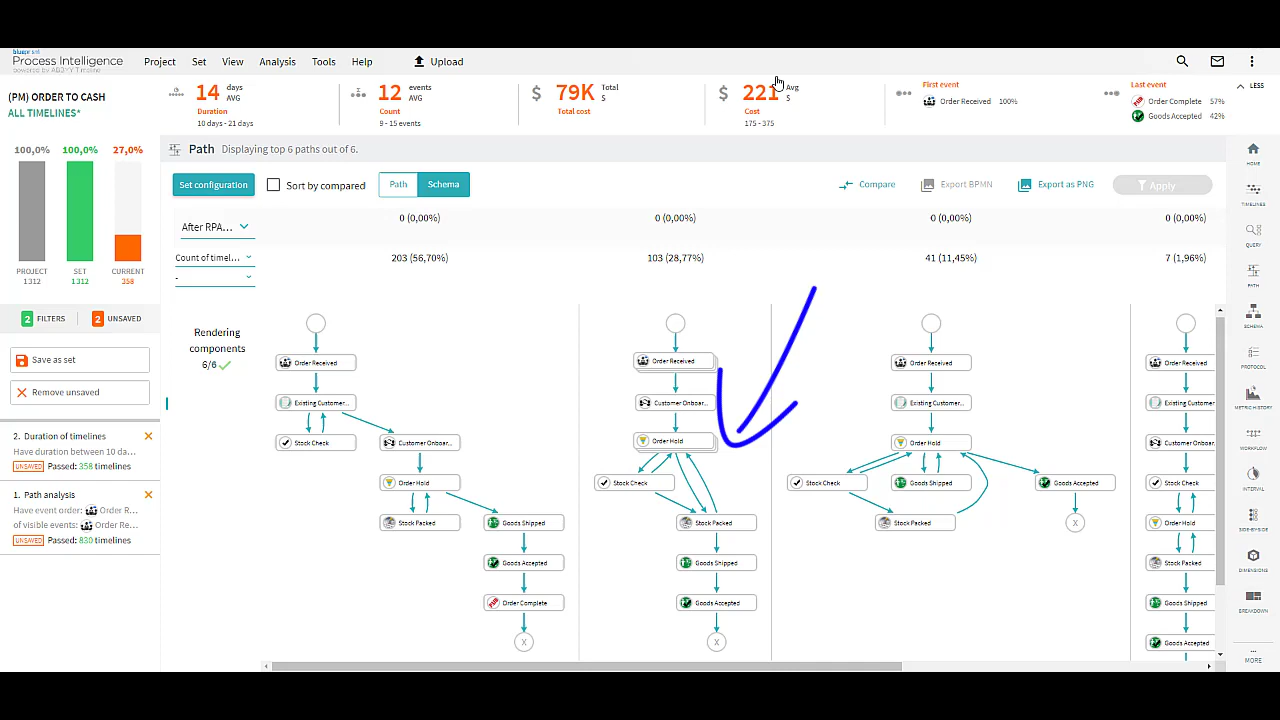 blueprism
Process Intelligence
powered by ABBYY Timeline
Project Set View Analysis Tools Help Upload
(PM) ORDER TO CASH
ALL TIMELINES*
14 days AVG
Duration
10 days - 21 days
12 events AVG
Count
9 - 15 events
$ 79K Total $
Total cost
$ 221 Avg $
Cost
175 - 375
First event
Order Received 100%
Last event
Order Complete 57%
Goods Accepted 42%
LESS
100,0% 100,0% 27,0%
PROJECT SET CURRENT
1312 1312 358
2 FILTERS 2 UNSAVED
Save as set
Remove unsaved
2. Duration of timelines
Have duration between 10 da...
UNSAVED Passed: 358 timelines
1. Path analysis
Have event order: Order R...
of visible events: Order Re...
UNSAVED Passed: 830 timelines
Path Displaying top 6 paths out of 6.
Set configuration Sort by compared Path Schema Compare Export BPMN Export as PNG Apply
After RPA... 0 (0,00%) 0 (0,00%) 0 (0,00%) 0 (0,00%)
Count of timel... 203 (56,70%) 103 (28,77%) 41 (11,45%) 7 (1,96%)
-
Rendering
components
6/6
Order Received
Existing Customer...
Stock Check
Customer Onboar...
Order Hold
Stock Packed
Goods Shipped
Goods Accepted
Order Complete
X
Order Received
Customer Onboar...
Order Hold
Stock Check
Stock Packed
Goods Shipped
Goods Accepted
X
Order Received
Existing Customer...
Order Hold
Stock Check
Goods Shipped
Goods Accepted
Stock Packed
X
Order Received
Existing Customer
Customer Onboar
Stock Check
Order Hold
Stock Packed
Goods Shipped
Goods Accepted
HOME
TIMELINES
QUERY
PATH
SCHEMA
PROTOCOL
METRIC HISTORY
WORKFLOW
INTERVAL
SIDE-BY-SIDE
DIMENSIONS
BREAKDOWN
MORE